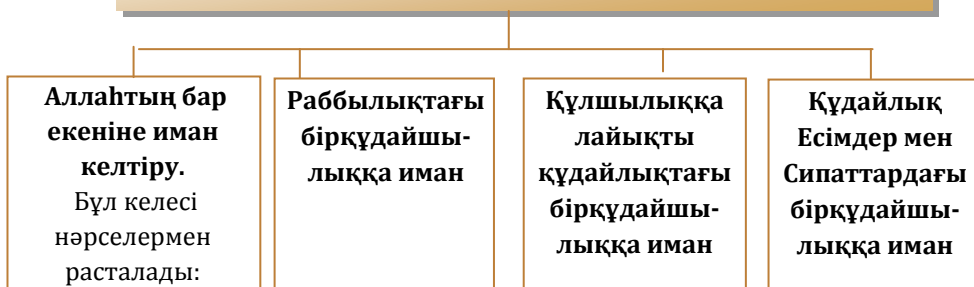 Аллаһтың бар
екеніне иман
келтіру.
Бұл келесі
нәрселермен
расталады:
Раббылықтағы
бірқұдайшы-
лыққа иман
Құлшылыққа
лайықты
құдайлықтағы
бірқұдайшы-
лыққа иман
Құдайлық
Есімдер мен
Сипаттардағы
бірқұдайшы-
лыққа иман